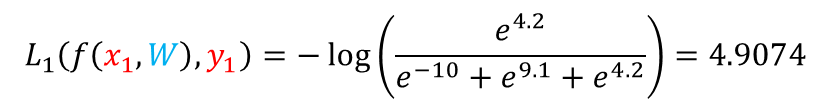 L₁(f(x₁, W), y₁) = − log(e^{4.2} / (e^{−10} + e^{9.1} + e^{4.2})) = 4.9074